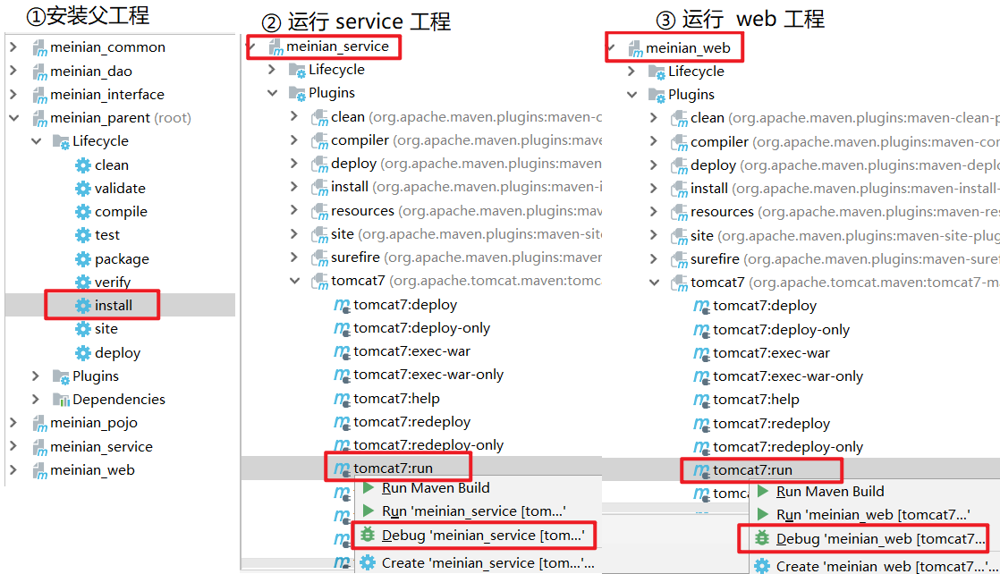 ①安装父工程
meinian_common
meinian_dao
meinian_interface
meinian_parent (root)
Lifecycle
clean
validate
compile
test
package
verify
install
site
deploy
Plugins
Dependencies
meinian_pojo
meinian_service
meinian_web
② 运行 service 工程
meinian_service
Lifecycle
Plugins
clean (org.apache.maven.plugins:maven-c
compiler (org.apache.maven.plugins:mave
deploy (org.apache.maven.plugins:maven
install (org.apache.maven.plugins:maven-i
resources (org.apache.maven.plugins:mav
site (org.apache.maven.plugins:maven-sit
surefire (org.apache.maven.plugins:maven
tomcat7 (org.apache.tomcat.maven:tomc
tomcat7:deploy
tomcat7:deploy-only
tomcat7:exec-war
tomcat7:exec-war-only
tomcat7:help
tomcat7:redeploy
tomcat7:redeploy-only
tomcat7:run
Run Maven Build
Run 'meinian_service [tom...'
Debug 'meinian_service [tom...'
Create 'meinian_service [tom...'...
③ 运行 web 工程
meinian_web
Lifecycle
Plugins
clean (org.apache.maven.plugins:maven-clean-p
compiler (org.apache.maven.plugins:maven-con
deploy (org.apache.maven.plugins:maven-deplo
install (org.apache.maven.plugins:maven-install-
resources (org.apache.maven.plugins:maven-res
site (org.apache.maven.plugins:maven-site-plug
surefire (org.apache.maven.plugins:maven-suref
tomcat7 (org.apache.tomcat.maven:tomcat7-m
tomcat7:deploy
tomcat7:deploy-only
tomcat7:exec-war
tomcat7:exec-war-only
tomcat7:help
tomcat7:redeploy
tomcat7:redeploy-only
tomcat7:run
tomc
Run Maven Build
Run 'meinian_web [tomcat7...'
Debug 'meinian_web [tomcat7...
Create 'meinian_web [tomcat7...'...